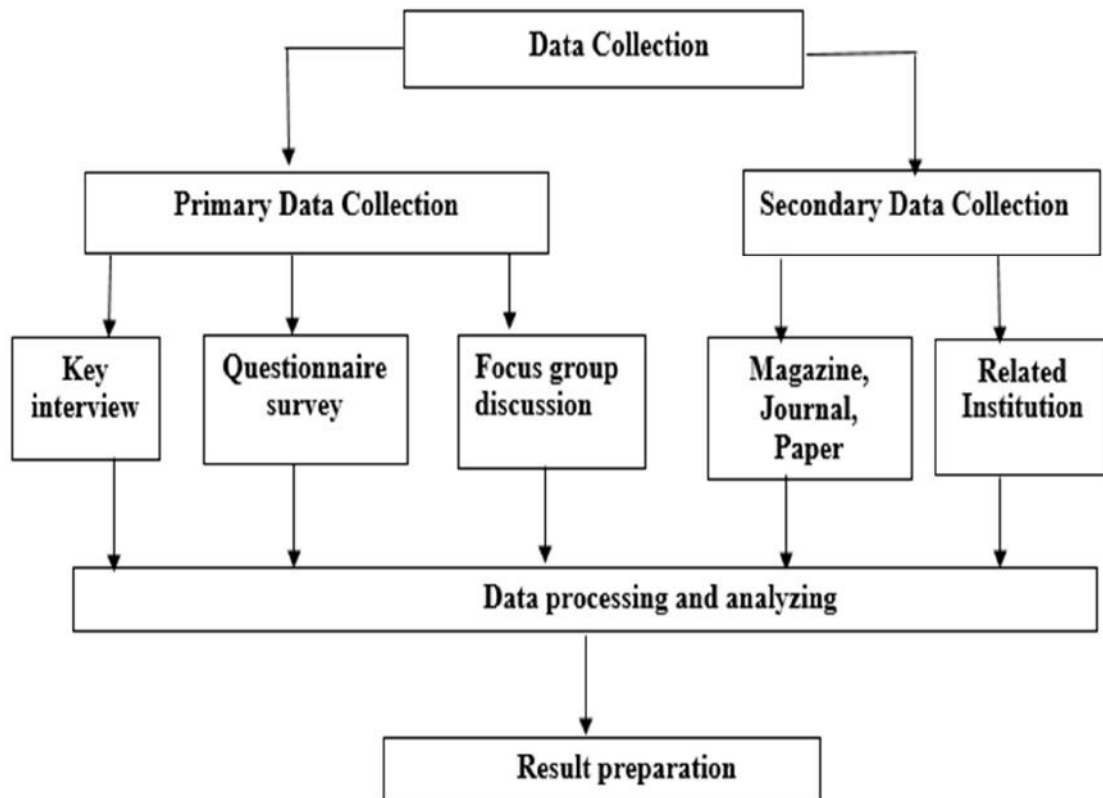 Data Collection
Primary Data Collection
Secondary Data Collection
Key
interview
Questionnaire
survey
Focus group
discussion
Magazine,
Journal,
Paper
Related
Institution
Data processing and analyzing
Result preparation